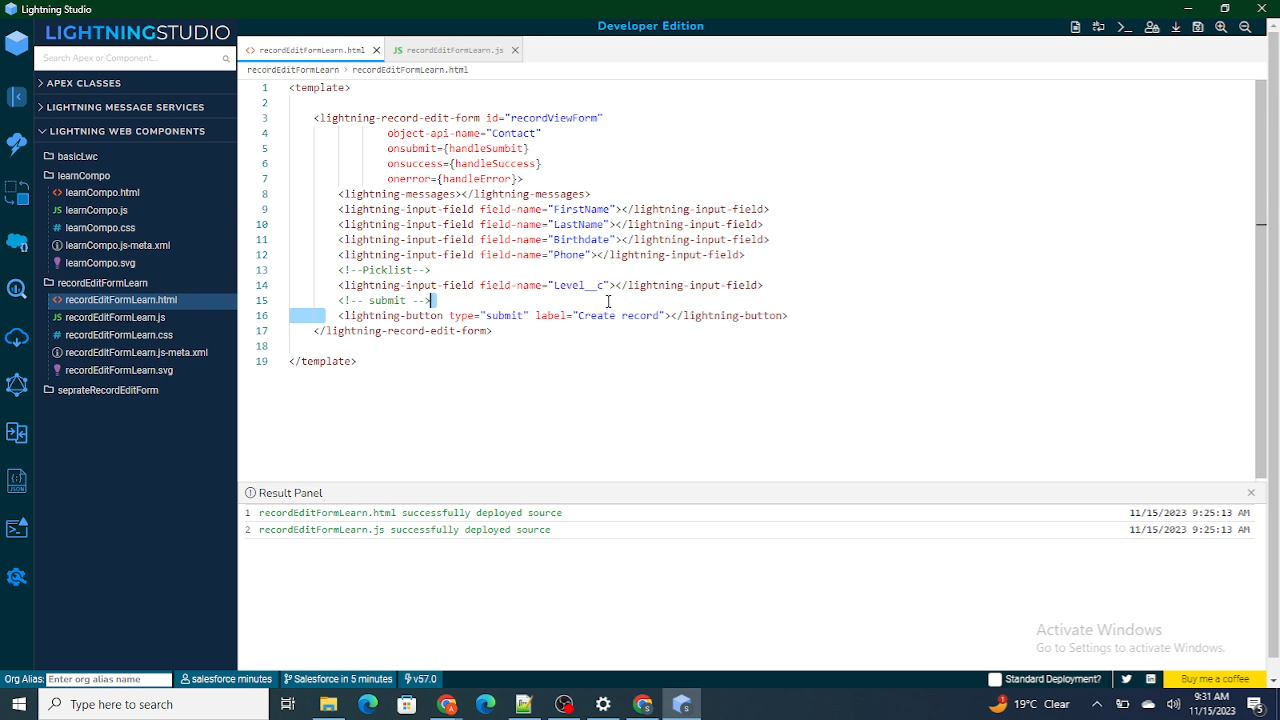 Lightning Studio
LIGHTNINGSTUDIO
Developer Edition
Search Apex or Component...
APEX CLASSES
LIGHTNING MESSAGE SERVICES
LIGHTNING WEB COMPONENTS
basicLwc
learnCompo
<> learnCompo.html
JS learnCompo.js
# learnCompo.css
learnCompo.js-meta.xml
learnCompo.svg
recordEditFormLearn
<> recordEditFormLearn.html
JS recordEditFormLearn.js
# recordEditFormLearn.css
recordEditFormLearn.js-meta.xml
recordEditFormLearn.svg
seprateRecordEditForm
<> recordEditFormLearn.html × JS recordEditFormLearn.js ×
recordEditFormLearn > recordEditFormLearn.html
1 <template>
2
3 <lightning-record-edit-form id="recordViewForm"
4 object-api-name="Contact"
5 onsubmit={handleSumbit}
6 onsuccess={handleSuccess}
7 onerror={handleError}>
8 <lightning-messages></lightning-messages>
9 <lightning-input-field field-name="FirstName"></lightning-input-field>
10 <lightning-input-field field-name="LastName"></lightning-input-field>
11 <lightning-input-field field-name="Birthdate"></lightning-input-field>
12 <lightning-input-field field-name="Phone"></lightning-input-field>
13 <!--Picklist-->
14 <lightning-input-field field-name="Level__c"></lightning-input-field>
15 <!-- submit -->
16 <lightning-button type="submit" label="Create record"></lightning-button>
17 </lightning-record-edit-form>
18
19 </template>
Result Panel
1 recordEditFormLearn.html successfully deployed source 11/15/2023 9:25:13 AM
2 recordEditFormLearn.js successfully deployed source 11/15/2023 9:25:13 AM
Activate Windows
Go to Settings to activate Windows.
Org Alias: Enter org alias name salesforce minutes Salesforce in 5 minutes v57.0 Standard Deployment? Buy me a coffee
Type here to search
19°C Clear
9:31 AM
11/15/2023
5